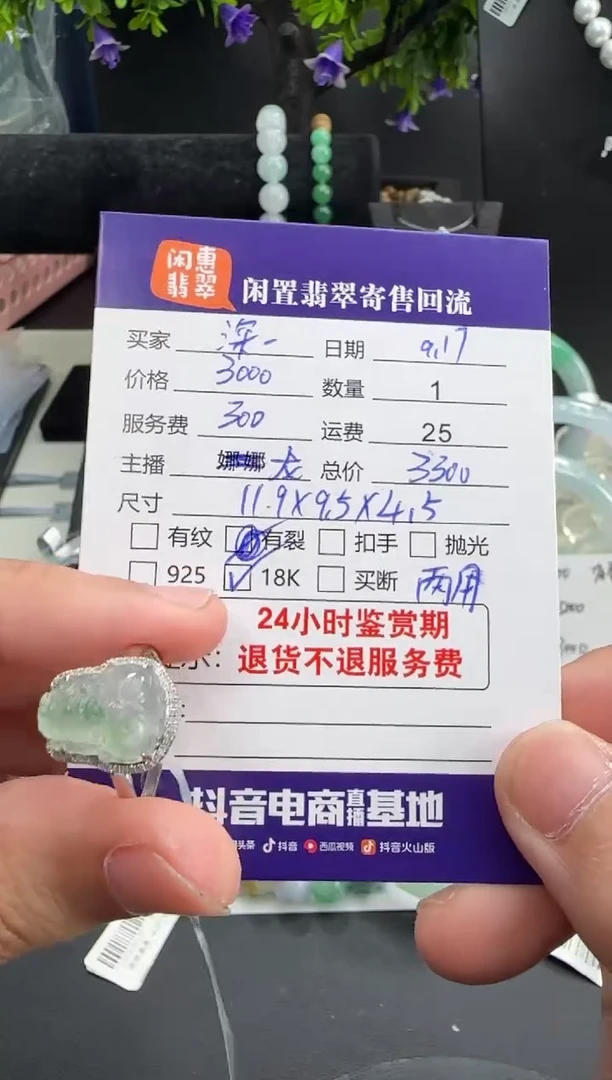 闲惠
翡翠
闲置翡翠寄售回流
买家 深一 日期 9.17
价格 3000 数量 1
服务费 300 运费 25
主播 娜娜 总价 3300
尺寸 11.9X9.5X4.5
有纹 有裂 扣手 抛光
925 18K 买断 两用
24小时鉴赏期
示: 退货不退服务费
抖音电商直播基地
头条 抖音 西瓜视频 抖音火山版